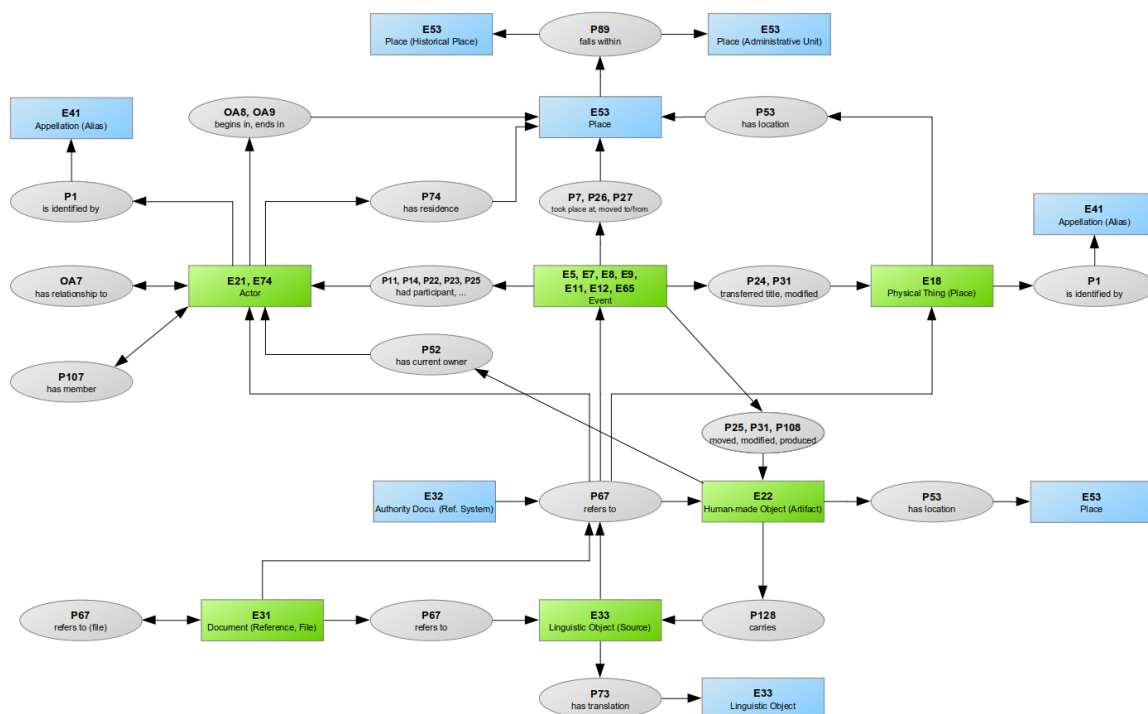 E53
Place (Historical Place)
P89
falls within
E53
Place (Administrative Unit)
E41
Appellation (Alias)
OA8, OA9
begins in, ends in
E53
Place
P53
has location
P1
is identified by
P74
has residence
P7, P26, P27
took place at, moved to/from
E41
Appellation (Alias)
OA7
has relationship to
E21, E74
Actor
P11, P14, P22, P23, P25
had participant, ...
E5, E7, E8, E9,
E11, E12, E65
Event
P24, P31
transferred title, modified
E18
Physical Thing (Place)
P1
is identified by
P107
has member
P52
has current owner
P25, P31, P108
moved, modified, produced
E32
Authority Docu. (Ref. System)
P67
refers to
E22
Human-made Object (Artifact)
P53
has location
E53
Place
P67
refers to (file)
E31
Document (Reference, File)
P67
refers to
E33
Linguistic Object (Source)
P128
carries
P73
has translation
E33
Linguistic Object